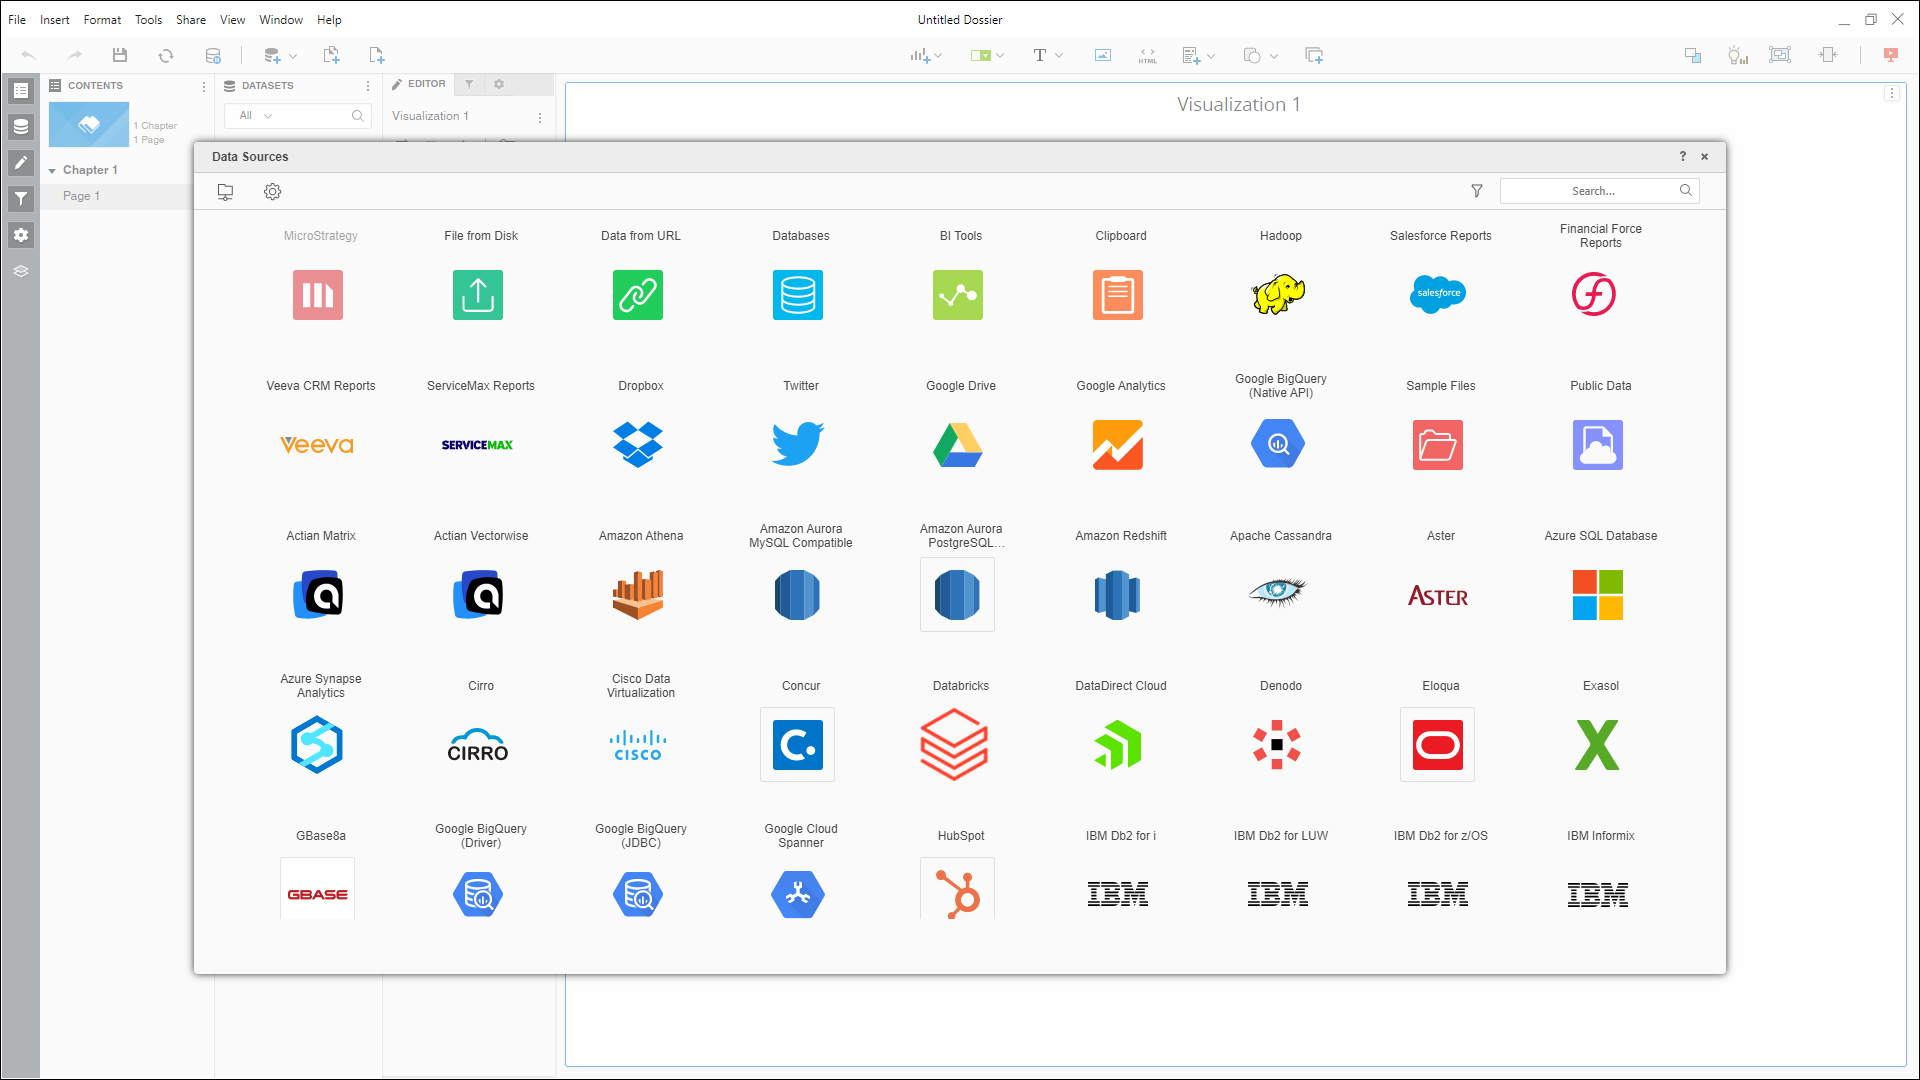 File Insert Format Tools Share View Window Help
Untitled Dossier
HTML
CONTENTS
1 Chapter
1 Page
Chapter 1
Page 1
DATASETS
All
EDITOR
Visualization 1
Visualization 1
Data Sources
? ×
Search...
MicroStrategy
File from Disk
Data from URL
Databases
BI Tools
Clipboard
Hadoop
Salesforce Reports
salesforce
Financial Force
Reports
Veeva CRM Reports
Veeva
ServiceMax Reports
SERVICEMAX
Dropbox
Twitter
Google Drive
Google Analytics
Google BigQuery
(Native API)
Sample Files
Public Data
Actian Matrix
Actian Vectorwise
Amazon Athena
Amazon Aurora
MySQL Compatible
Amazon Aurora
PostgreSQL...
Amazon Redshift
Apache Cassandra
Aster
ASTER
Azure SQL Database
Azure Synapse
Analytics
Cirro
CIRRO
Cisco Data
Virtualization
CISCO
Concur
C.
Databricks
DataDirect Cloud
Denodo
Eloqua
Exasol
X
GBase8a
GBASE
Google BigQuery
(Driver)
Google BigQuery
(JDBC)
Google Cloud
Spanner
HubSpot
IBM Db2 for i
IBM
IBM Db2 for LUW
IBM
IBM Db2 for z/OS
IBM
IBM Informix
IBM